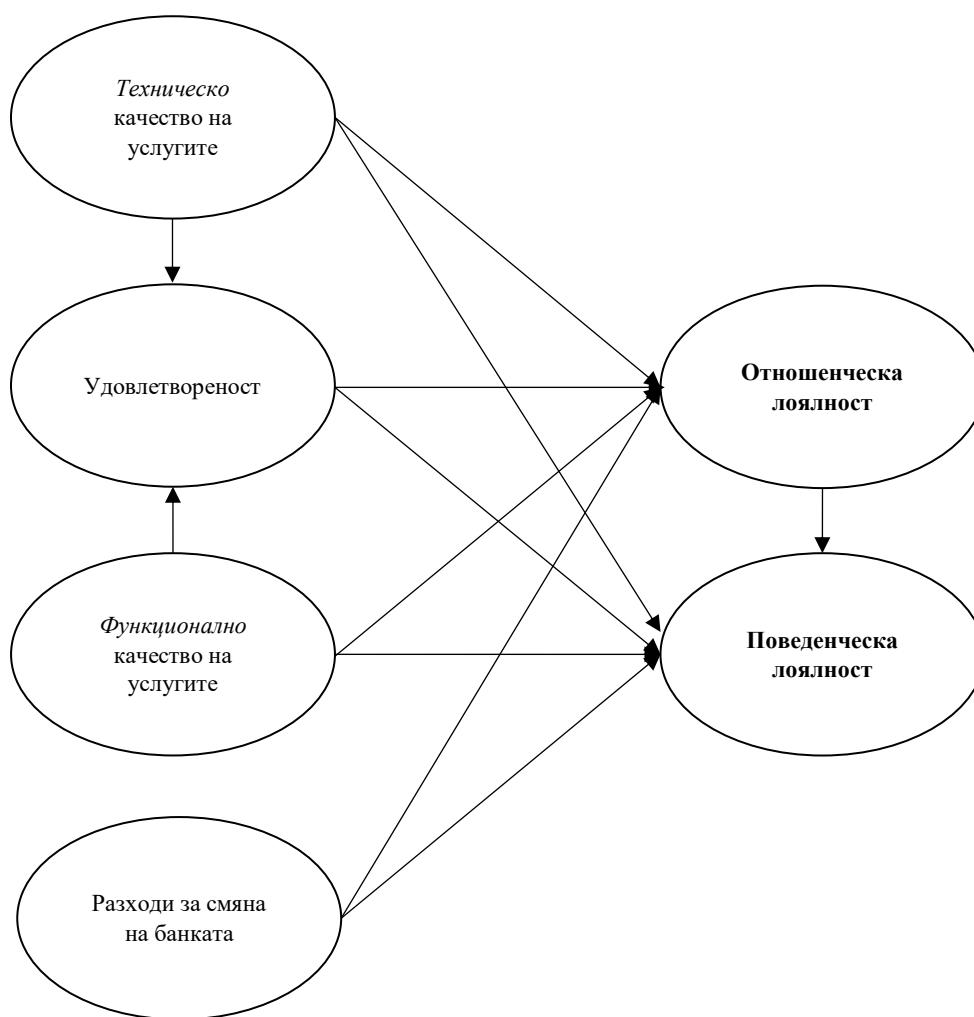 Техническо
качество на
услугите
Удовлетвореност
Отношенческа
лоялност
Функционално
качество на
услугите
Поведенческа
лоялност
Разходи за смяна
на банката